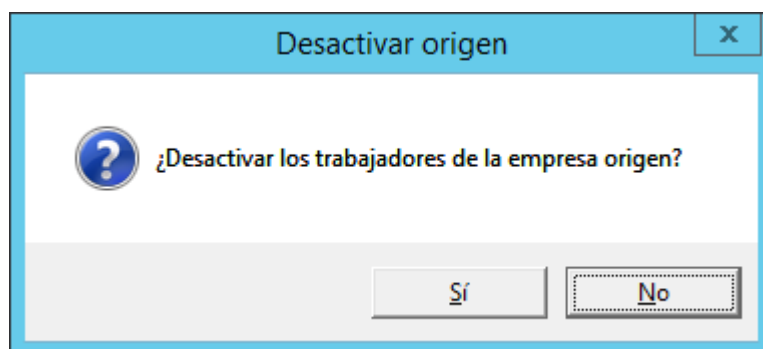 Desactivar origen
x
¿Desactivar los trabajadores de la empresa origen?
Sí
No